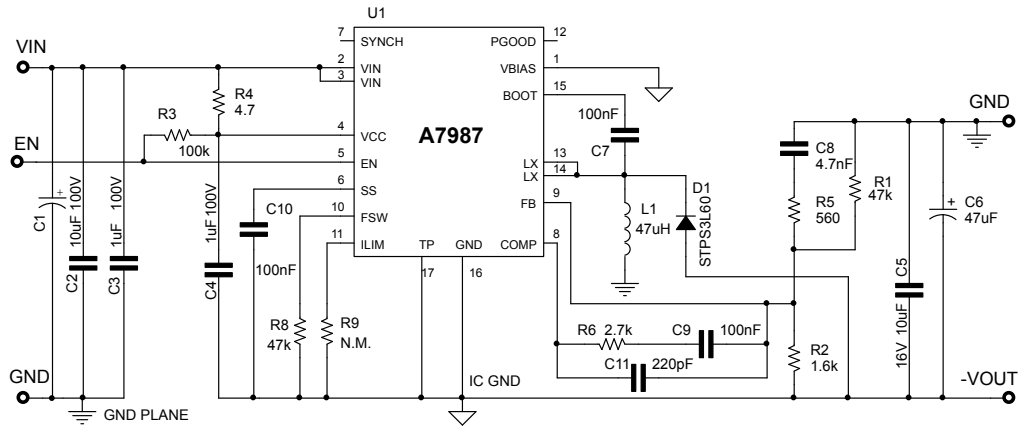 U1
VIN
7
SYNCH
PGOOD
12
2
VIN
VBIAS
1
3
VIN
R4
4.7
BOOT
15
GND
R3
100k
4
VCC
A7987
100nF
C7
EN
5
EN
LX
13
LX
14
C8
4.7nF
R1
47k
6
SS
D1
STPS3L60
FB
9
R5
560
C6
47uF
+
C1
+
10uF 100V
C2
1uF 100V
C3
1uF 100V
C4
C10
100nF
10
FSW
L1
47uH
11
ILIM
TP
GND
COMP
8
17
16
16V 10uF C5
R8
47k
R9
N.M.
R6 2.7k
C9
100nF
C11
220pF
R2
1.6k
GND
IC GND
-VOUT
GND PLANE